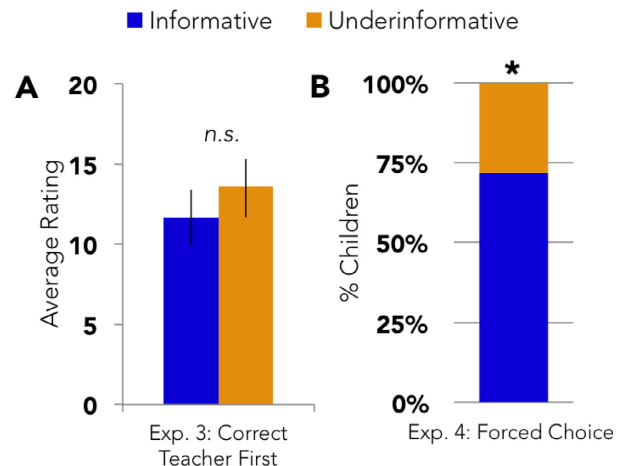 Informative Underinformative
A
20
15
10
5
0
Average Rating
n.s.
Exp. 3: Correct
Teacher First
B
100%
75%
50%
25%
0%
% Children
*
Exp. 4: Forced Choice